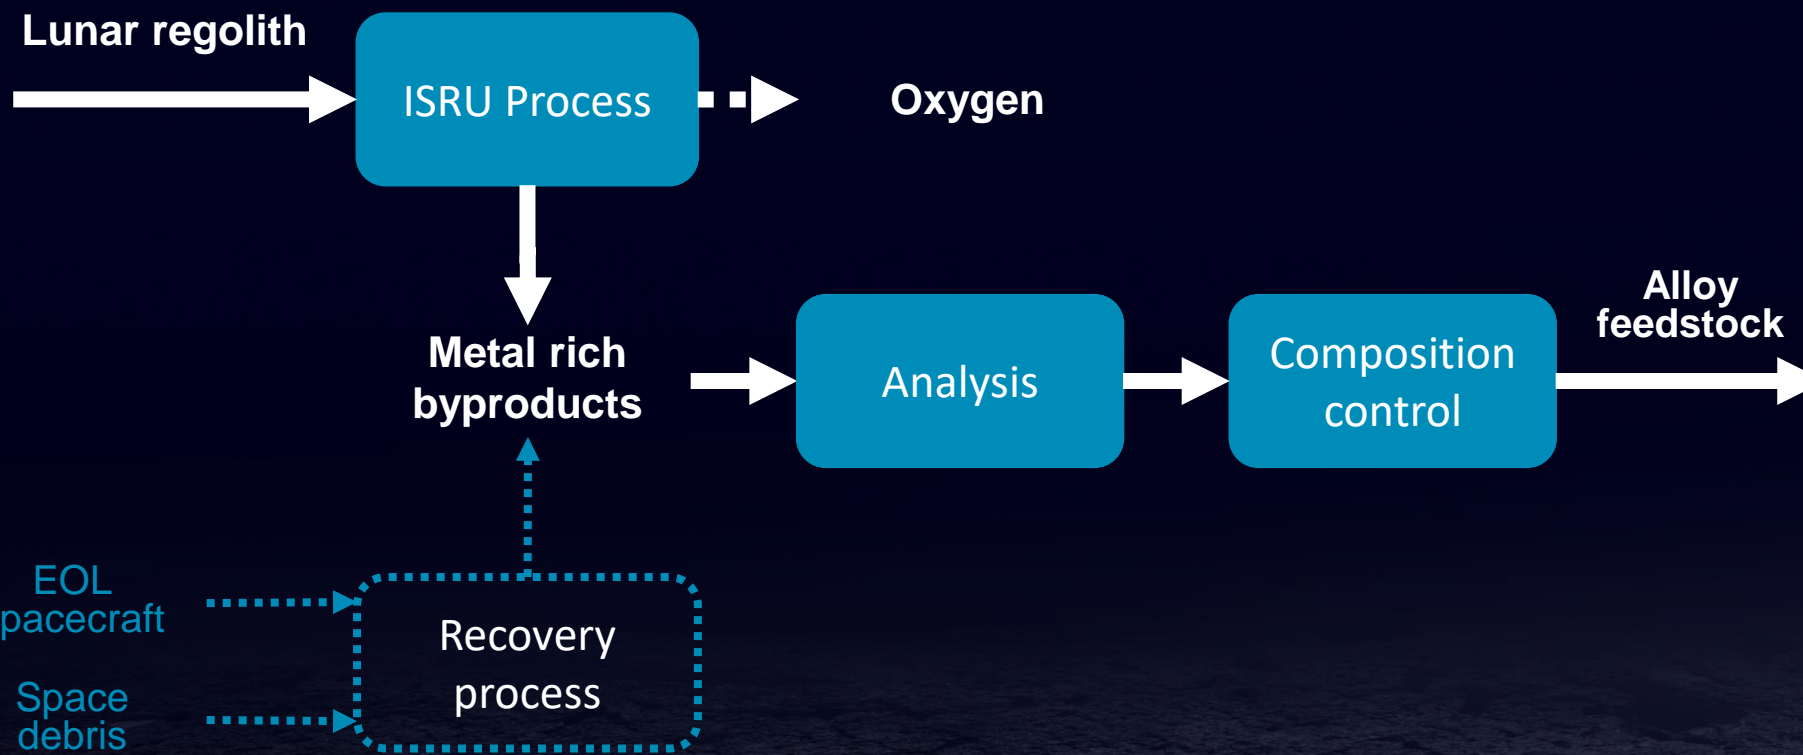 Lunar regolith
ISRU Process
Oxygen
Metal rich
byproducts
Analysis
Composition
control
Alloy
feedstock
EOL
pacecraft
Recovery
process
Space
debris